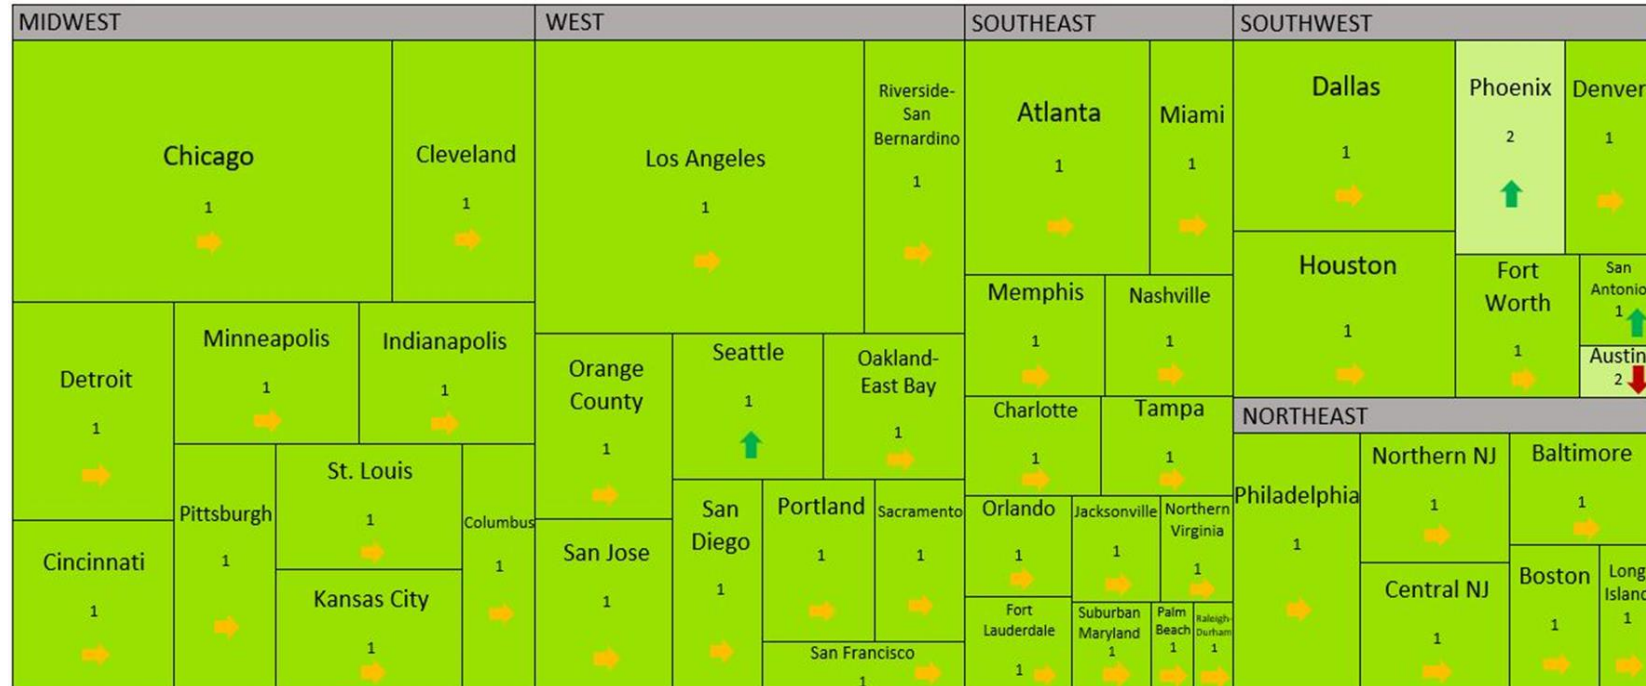 MIDWEST
Chicago
1
Cleveland
1
Detroit
1
Minneapolis
1
Indianapolis
1
Cincinnati
1
Pittsburgh
1
St. Louis
1
Kansas City
1
Columbus
1
WEST
Los Angeles
1
Riverside-
San
Bernardino
1
Orange
County
1
Seattle
1
Oakland-
East Bay
1
San Jose
1
San
Diego
1
Portland
1
Sacramento
1
San Francisco
1
SOUTHEAST
Atlanta
1
Miami
1
Memphis
1
Nashville
1
Charlotte
1
Tampa
1
Orlando
1
Jacksonville
1
Northern
Virginia
1
Fort
Lauderdale
1
Suburban
Maryland
1
Palm
Beach
1
Raleigh-
Durham
1
SOUTHWEST
Dallas
1
Phoenix
2
Denver
1
Houston
1
Fort
Worth
1
San
Antonio
1
Austin
2
NORTHEAST
Philadelphia
1
Northern NJ
1
Baltimore
1
Central NJ
1
Boston
1
Long
Island
1